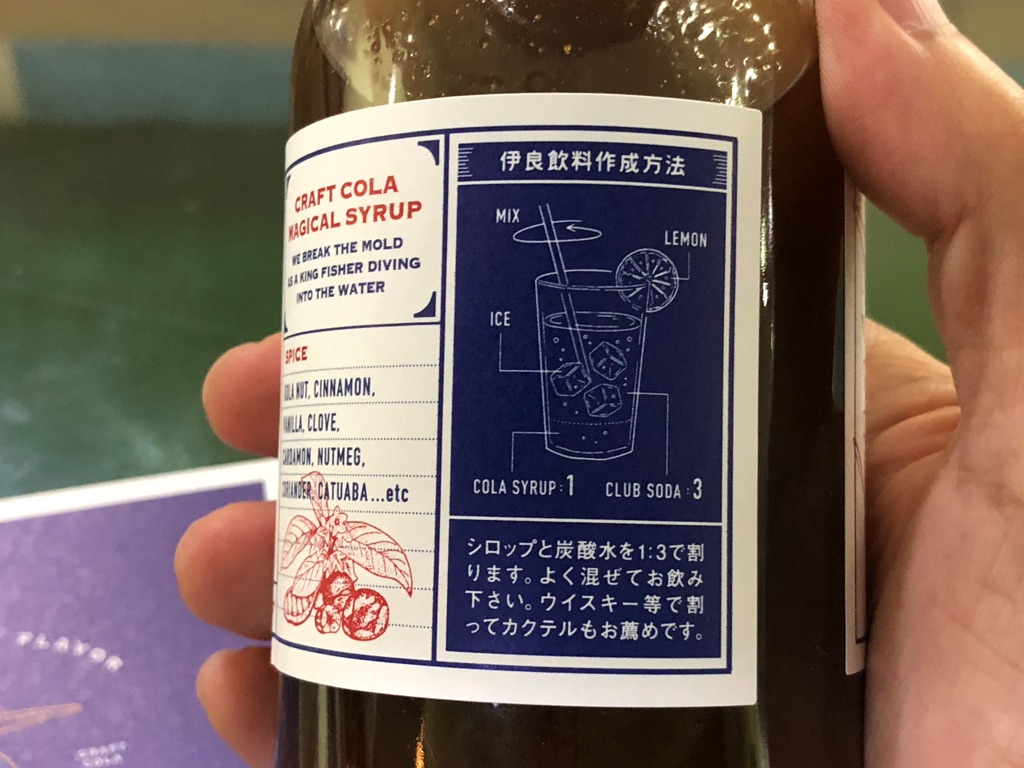 CRAFT COLA
MAGICAL SYRUP
WE BREAK THE MOLD
AS A KING FISHER DIVING
INTO THE WATER
SPICE
KOLA NUT, CINNAMON,
VANILLA, CLOVE,
CARDAMON, NUTMEG,
CORIANDER, CATUABA...etc
伊良飲料作成方法
MIX
LEMON
ICE
COLA SYRUP:1 CLUB SODA:3
シロップと炭酸水を1:3で割
ります。よく混ぜてお飲み
下さい。ウイスキー等で割
ってカクテルもお薦めです。
FLAVOR
CRAFT
COLA